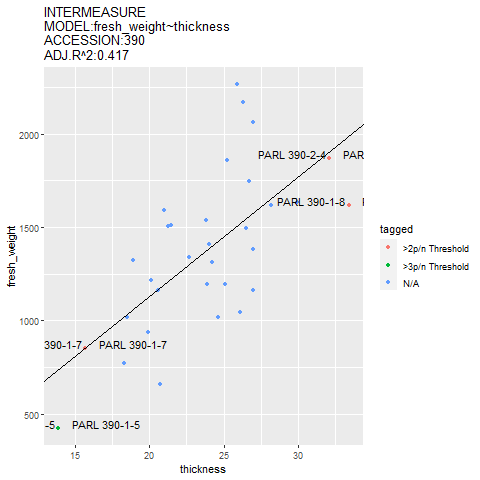 INTERMEASURE
MODEL:fresh_weight~thickness
ACCESSION:390
ADJ.R^2:0.417
2000
1500
1000
500
fresh_weight
PARL 390-2-4 PAR
PARL 390-1-8
390-1-7 PARL 390-1-7
-5 PARL 390-1-5
15 20 25 30
thickness
tagged
>2p/n Threshold
>3p/n Threshold
N/A